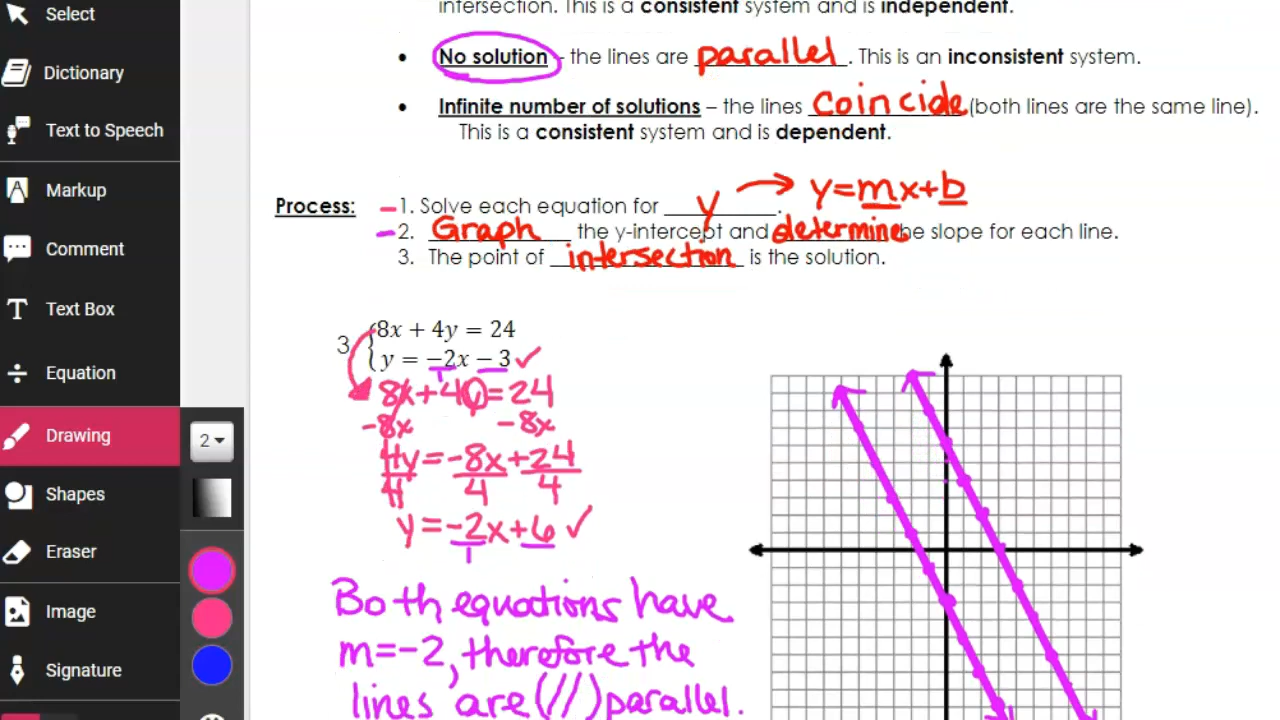 Select
Dictionary
Text to Speech
Markup
Comment
Text Box
Equation
Drawing
2
Shapes
Eraser
Image
Signature
intersection. This is a consistent system and is independent.
• No solution – the lines are parallel. This is an inconsistent system.
• Infinite number of solutions – the lines coincide (both lines are the same line).
This is a consistent system and is dependent.
Process: 1. Solve each equation for y. → y=mx+b
2. Graph the y-intercept and determine the slope for each line.
3. The point of intersection is the solution.
3 {8x + 4y = 24
y = −2x − 3 ✓
8x+4y=24
-8x -8x
4y=-8x+24
4 4 4
y=-2x+6 ✓
Both equations have
m=-2, therefore the
lines are (//) parallel.